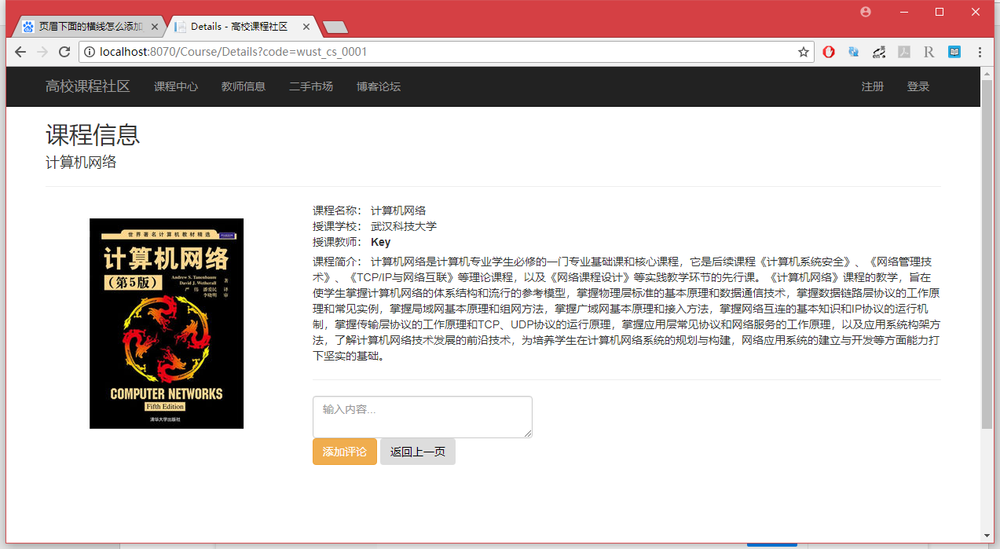 页眉下面的横线怎么添加
Details - 高校课程社区
localhost:8070/Course/Details?code=wust_cs_0001
高校课程社区 课程中心 教师信息 二手市场 博客论坛 注册 登录
课程信息
计算机网络
世界著名计算机教材精选
计算机网络
(第5版)
Andrew S. Tanenbaum
David J. Wetherall 著
严 伟 潘爱民 译
李晓明 审
COMPUTER NETWORKS
Fifth Edition
清华大学出版社
课程名称： 计算机网络
授课学校： 武汉科技大学
授课教师： Key
课程简介： 计算机网络是计算机专业学生必修的一门专业基础课和核心课程，它是后续课程《计算机系统安全》、《网络管理技
术》、《TCP/IP与网络互联》等理论课程，以及《网络课程设计》等实践教学环节的先行课。《计算机网络》课程的教学，旨在
使学生掌握计算机网络的体系结构和流行的参考模型，掌握物理层标准的基本原理和数据通信技术，掌握数据链路层协议的工作原
理和常见实例，掌握局域网基本原理和组网方法，掌握广域网基本原理和接入方法，掌握网络互连的基本知识和IP协议的运行机
制，掌握传输层协议的工作原理和TCP、UDP协议的运行原理，掌握应用层常见协议和网络服务的工作原理，以及应用系统构架方
法，了解计算机网络技术发展的前沿技术，为培养学生在计算机网络系统的规划与构建，网络应用系统的建立与开发等方面能力打
下坚实的基础。
输入内容...
添加评论 返回上一页